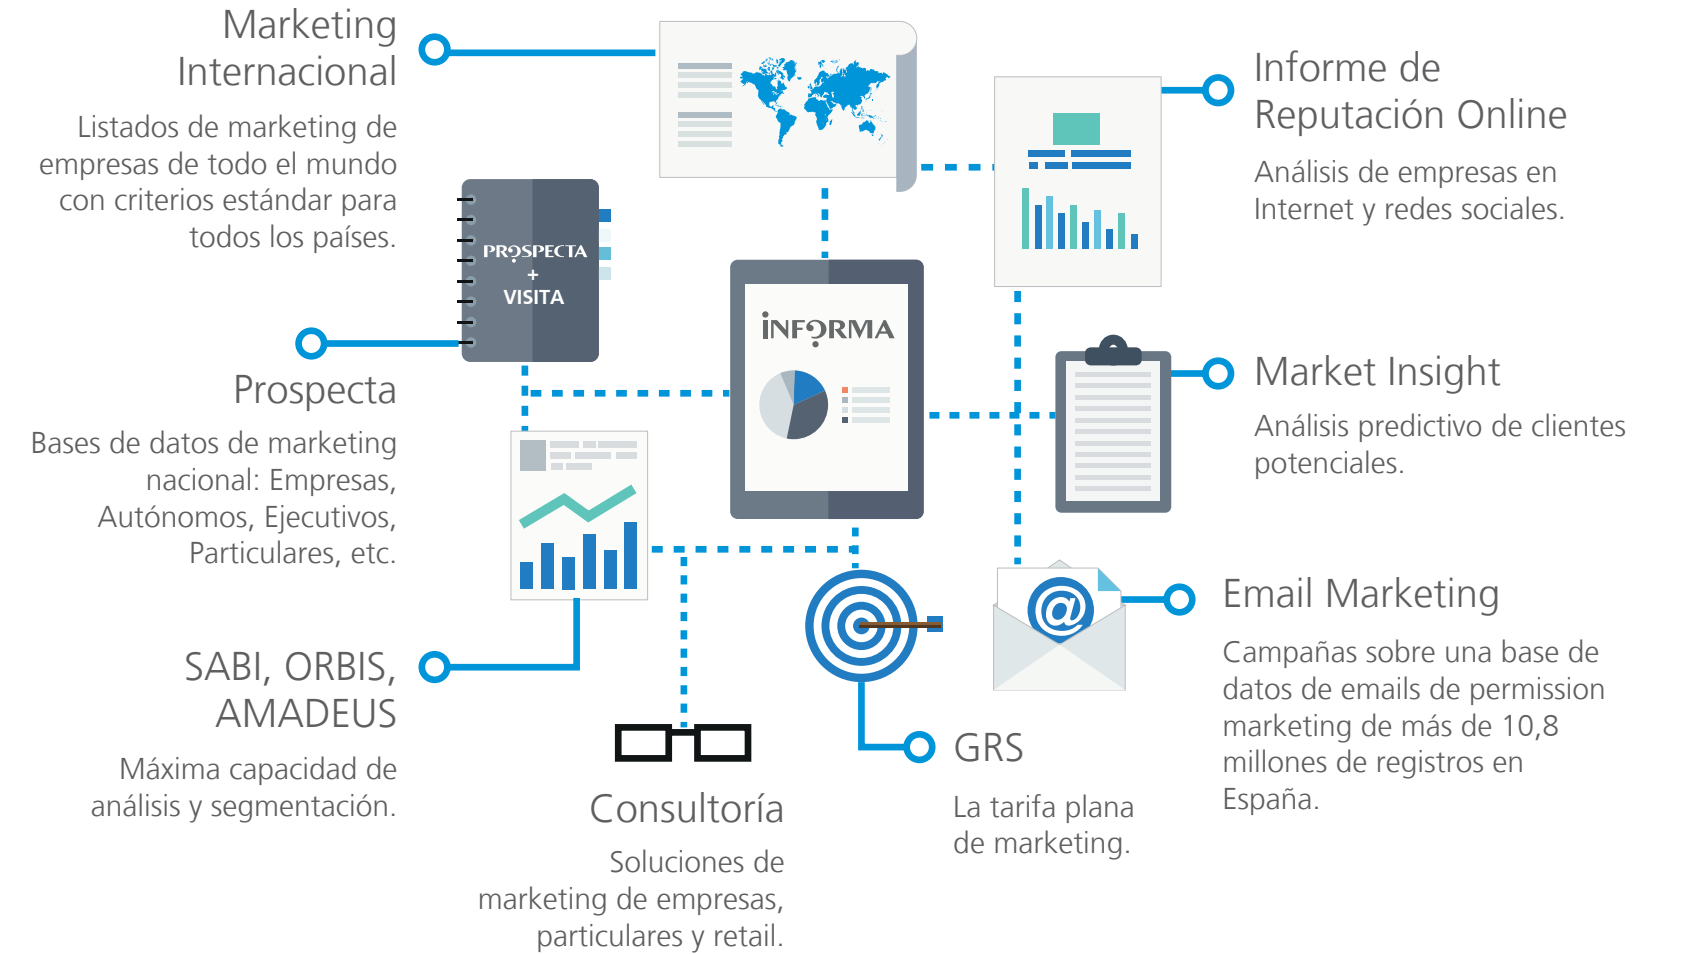 Marketing
Internacional
Listados de marketing de
empresas de todo el mundo
con criterios estándar para
todos los países.
PROSPECTA
+
VISITA
Prospecta
Bases de datos de marketing
nacional: Empresas,
Autónomos, Ejecutivos,
Particulares, etc.
SABI, ORBIS,
AMADEUS
Máxima capacidad de
análisis y segmentación.
INFORMA
Consultoría
Soluciones de
marketing de empresas,
particulares y retail.
GRS
La tarifa plana
de marketing.
Informe de
Reputación Online
Análisis de empresas en
Internet y redes sociales.
Market Insight
Análisis predictivo de clientes
potenciales.
@
Email Marketing
Campañas sobre una base de
datos de emails de permission
marketing de más de 10,8
millones de registros en
España.